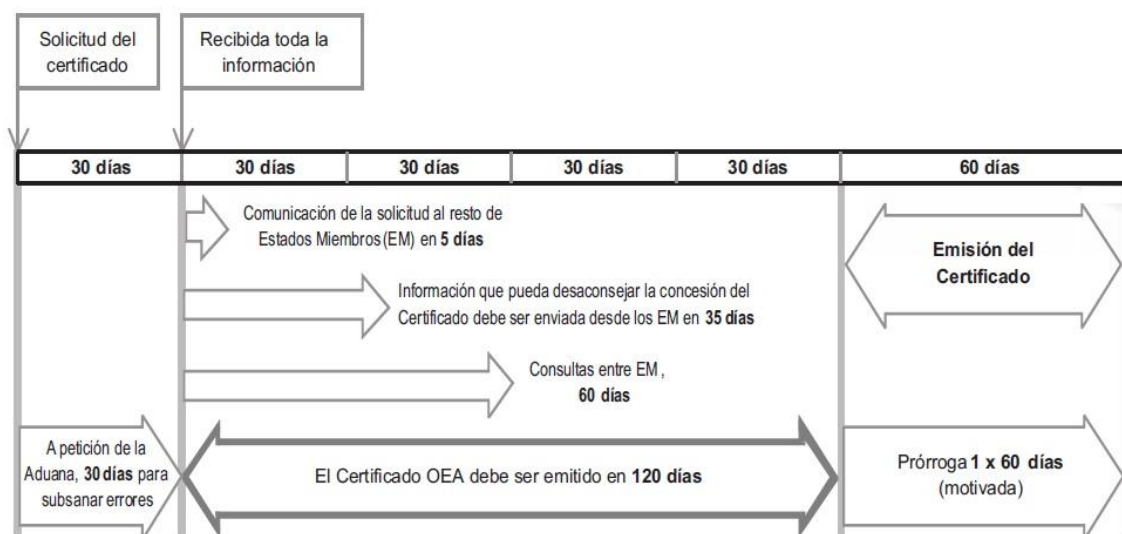 Solicitud del
certificado
Recibida toda la
información
30 días
30 días
30 días
30 días
30 días
60 días
Comunicación de la solicitud al resto de
Estados Miembros (EM) en 5 días
Emisión del
Certificado
Información que pueda desaconsejar la concesión del
Certificado debe ser enviada desde los EM en 35 días
Consultas entre EM ,
60 días
A petición de la
Aduana, 30 días para
subsanar errores
El Certificado OEA debe ser emitido en 120 días
Prórroga 1 x 60 días
(motivada)